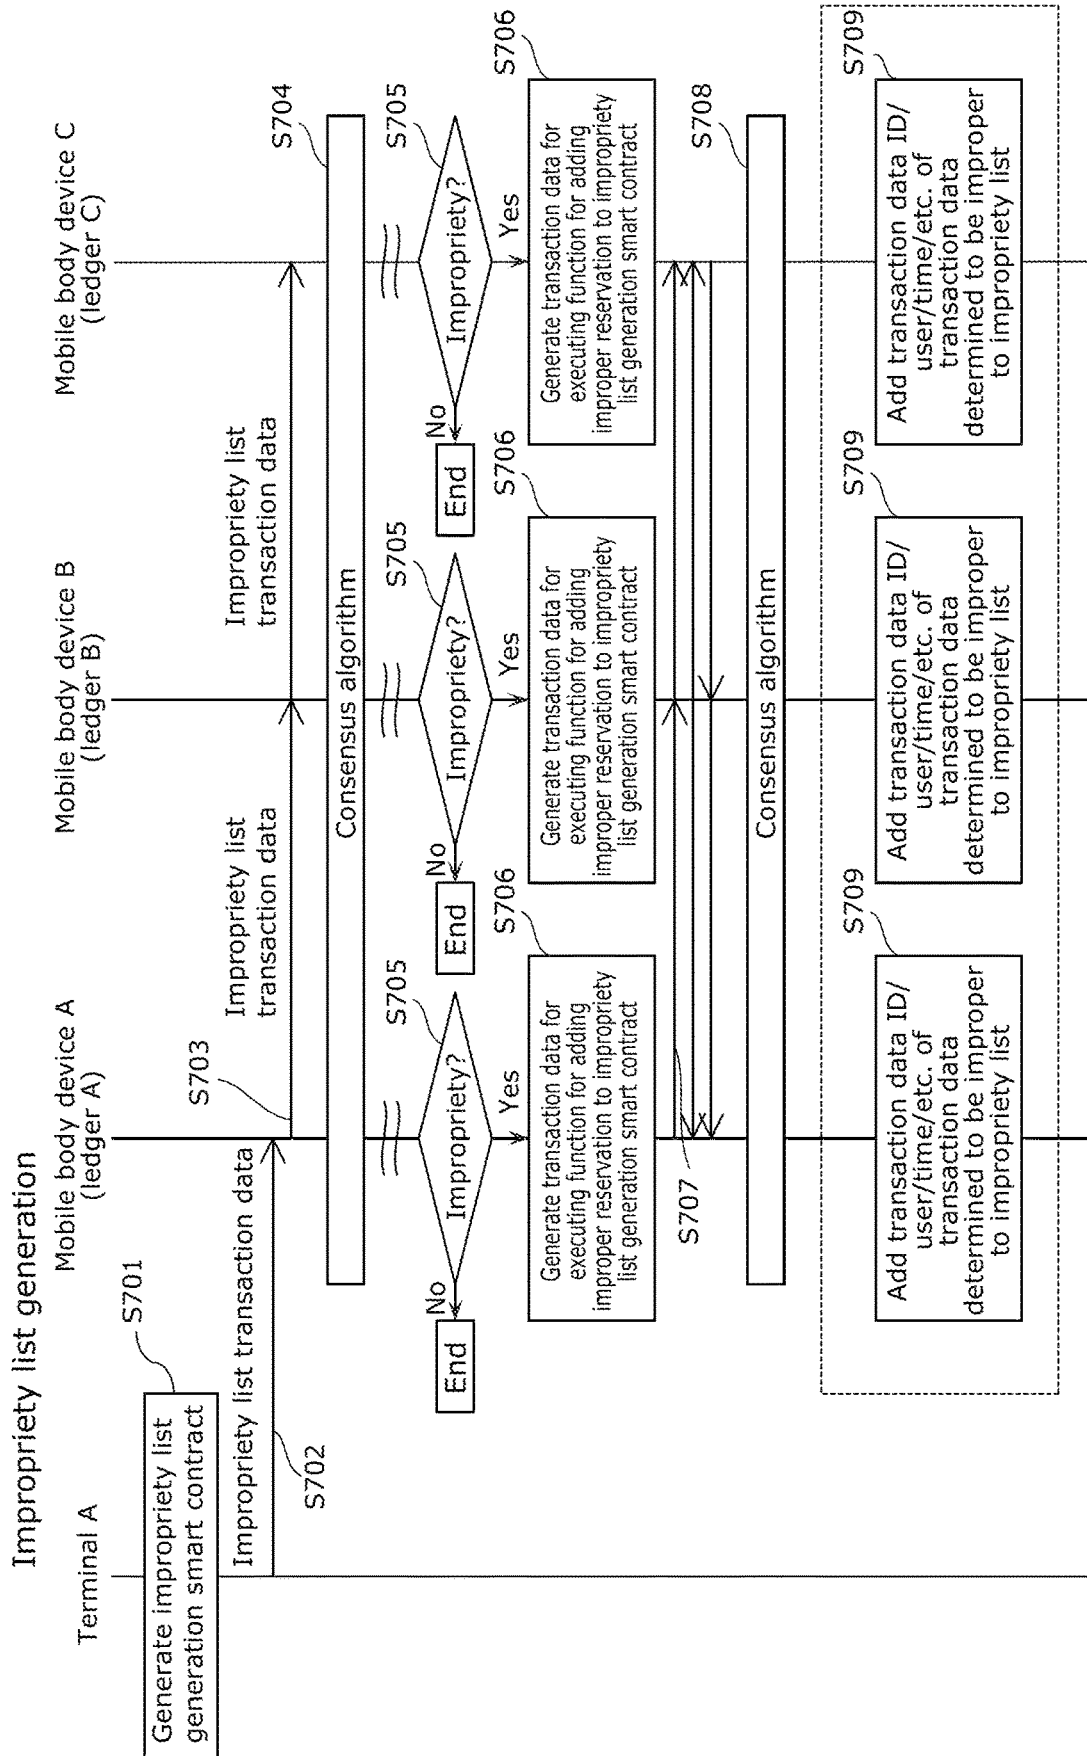 Impropriety list generation
Terminal A
Mobile body device A
(ledger A)
Mobile body device B
(ledger B)
Mobile body device C
(ledger C)
S701
Generate impropriety list
generation smart contract
Impropriety list transaction data
S702
S703
Impropriety list
transaction data
Impropriety list
transaction data
S704
Consensus algorithm
S705
Impropriety?
No
End
Yes
S705
Impropriety?
No
End
Yes
S705
Impropriety?
No
End
Yes
S706
Generate transaction data for
executing function for adding
improper reservation to impropriety
list generation smart contract
S706
Generate transaction data for
executing function for adding
improper reservation to impropriety
list generation smart contract
S706
Generate transaction data for
executing function for adding
improper reservation to impropriety
list generation smart contract
S707
S708
Consensus algorithm
S709
Add transaction data ID/
user/time/etc. of
transaction data
determined to be improper
to impropriety list
S709
Add transaction data ID/
user/time/etc. of
transaction data
determined to be improper
to impropriety list
S709
Add transaction data ID/
user/time/etc. of
transaction data
determined to be improper
to impropriety list